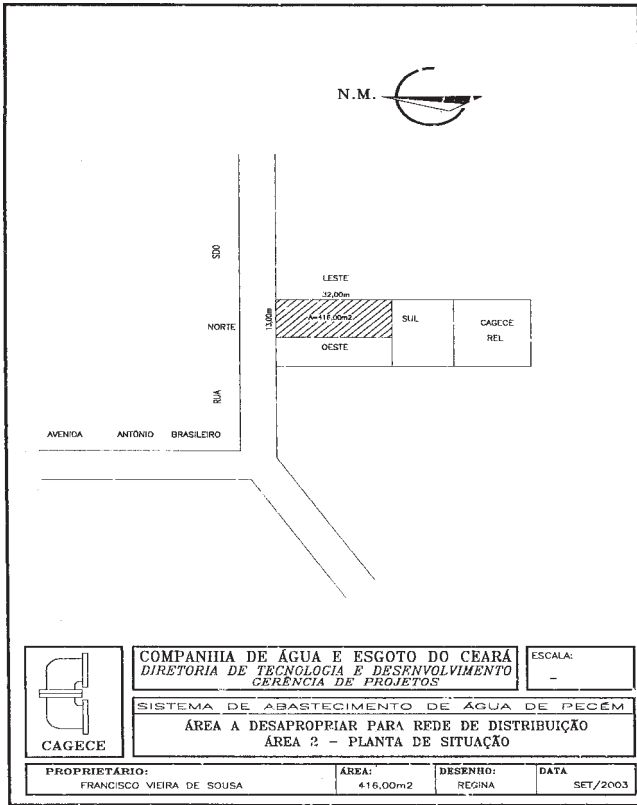 N.M.
SDO
LESTE
32,00m
13,00m
A=416,00m2
SUL
CAGECE
REL
NORTE
OESTE
RUA
AVENIDA ANTÔNIO BRASILEIRO
CAGECE
COMPANHIA DE ÁGUA E ESGOTO DO CEARÁ
DIRETORIA DE TECNOLOGIA E DESENVOLVIMENTO
GERÊNCIA DE PROJETOS
ESCALA:
–
SISTEMA DE ABASTECIMENTO DE ÁGUA DE PECÉM
ÁREA A DESAPROPRIAR PARA REDE DE DISTRIBUIÇÃO
ÁREA 2 – PLANTA DE SITUAÇÃO
PROPRIETÁRIO:
FRANCISCO VIEIRA DE SOUSA
ÁREA:
416,00m2
DESENHO:
REGINA
DATA
SET/2003